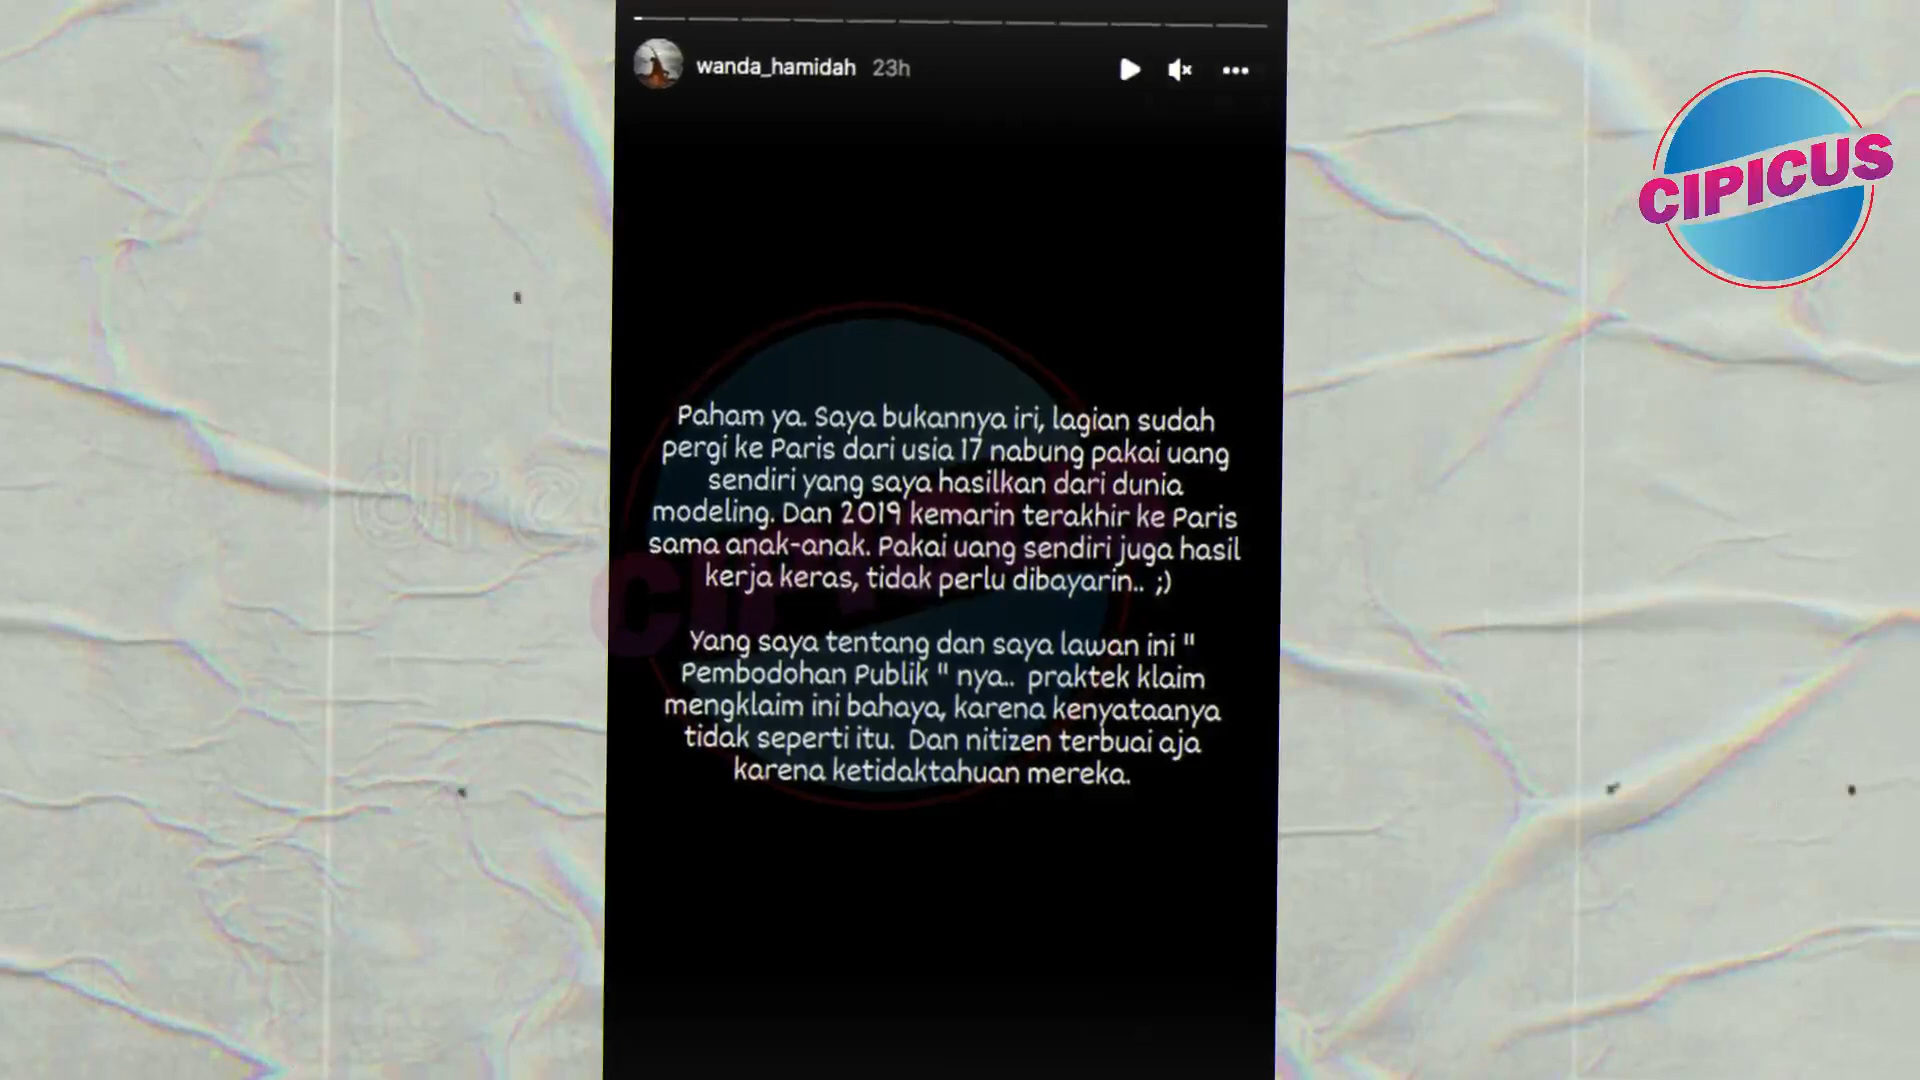 wanda_hamidah 23h
CIPICUS
Paham ya. Saya bukannya iri, lagian sudah
pergi ke Paris dari usia 17 nabung pakai uang
sendiri yang saya hasilkan dari dunia
modeling. Dan 2019 kemarin terakhir ke Paris
sama anak-anak. Pakai uang sendiri juga hasil
kerja keras, tidak perlu dibayarin.. ;)
Yang saya tentang dan saya lawan ini "
Pembodohan Publik " nya.. praktek klaim
mengklaim ini bahaya, karena kenyataanya
tidak seperti itu. Dan nitizen terbuai aja
karena ketidaktahuan mereka.